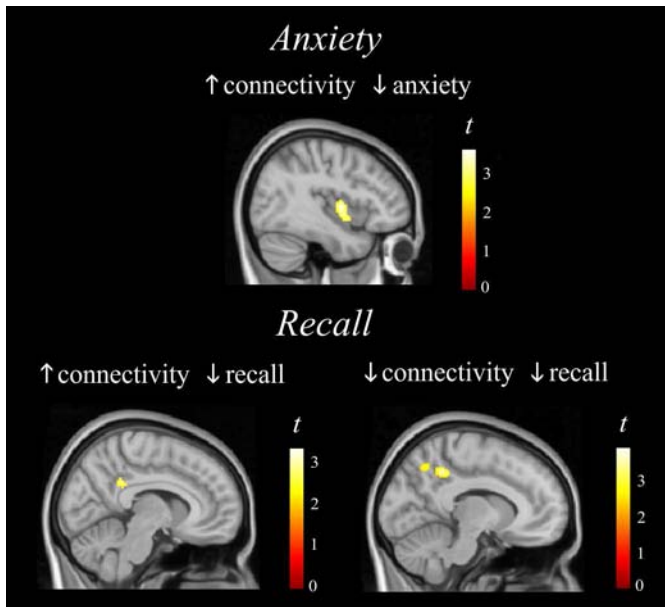 Anxiety
↑connectivity ↓anxiety
t
3
2
1
0
Recall
↑connectivity ↓recall
t
3
2
1
0
↓connectivity ↓recall
t
3
2
1
0